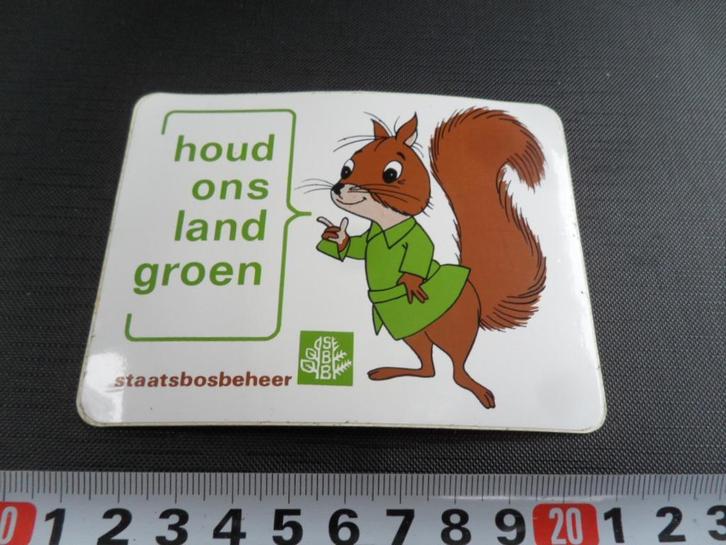 houd
ons
land
groen
staatsbosbeheer
StBB
0 1 2 3 4 5 6 7 8 9 20 1 2 3